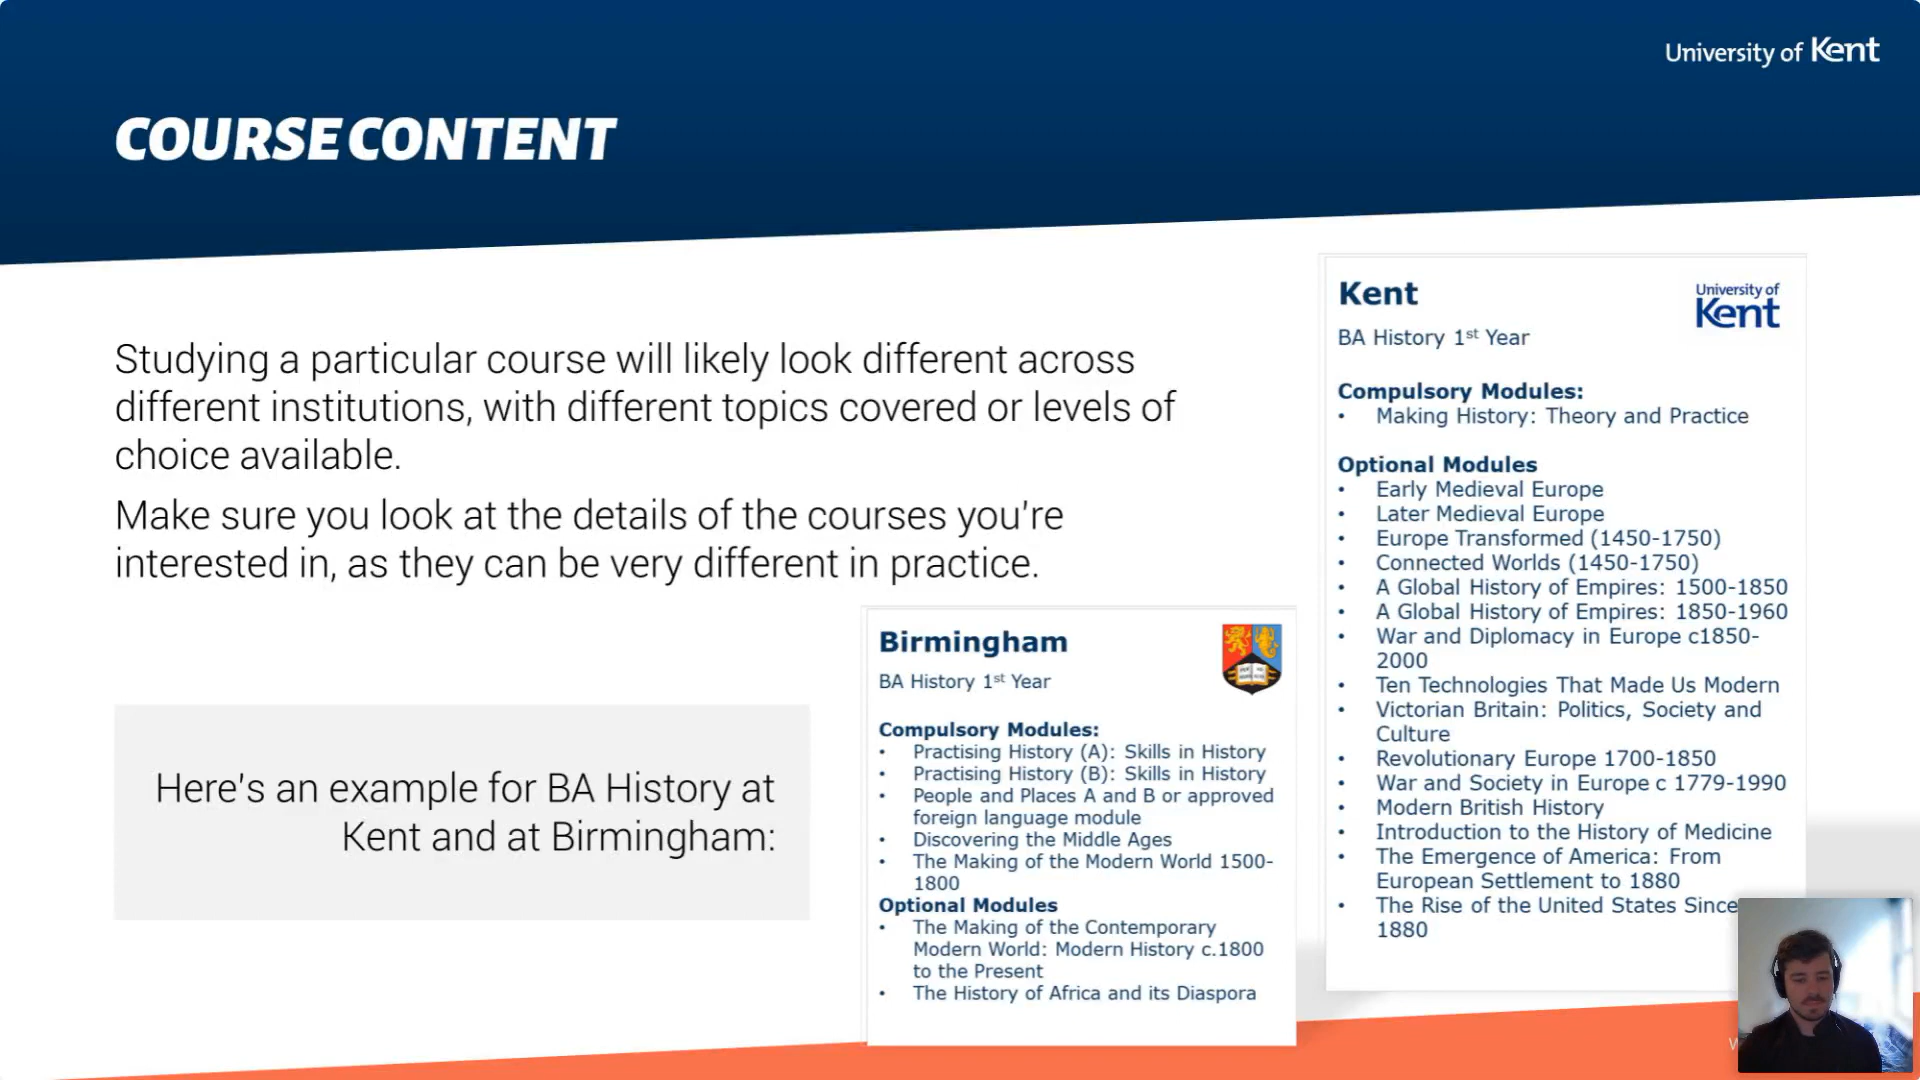 University of Kent
COURSE CONTENT
Studying a particular course will likely look different across
different institutions, with different topics covered or levels of
choice available.
Make sure you look at the details of the courses you're
interested in, as they can be very different in practice.
Here's an example for BA History at
Kent and at Birmingham:
Birmingham
BA History 1st Year
Compulsory Modules:
• Practising History (A): Skills in History
• Practising History (B): Skills in History
• People and Places A and B or approved
foreign language module
• Discovering the Middle Ages
• The Making of the Modern World 1500-
1800
Optional Modules
• The Making of the Contemporary
Modern World: Modern History c.1800
to the Present
• The History of Africa and its Diaspora
Kent
University of
Kent
BA History 1st Year
Compulsory Modules:
• Making History: Theory and Practice
Optional Modules
• Early Medieval Europe
• Later Medieval Europe
• Europe Transformed (1450-1750)
• Connected Worlds (1450-1750)
• A Global History of Empires: 1500-1850
• A Global History of Empires: 1850-1960
• War and Diplomacy in Europe c1850-
2000
• Ten Technologies That Made Us Modern
• Victorian Britain: Politics, Society and
Culture
• Revolutionary Europe 1700-1850
• War and Society in Europe c 1779-1990
• Modern British History
• Introduction to the History of Medicine
• The Emergence of America: From
European Settlement to 1880
• The Rise of the United States Since
1880